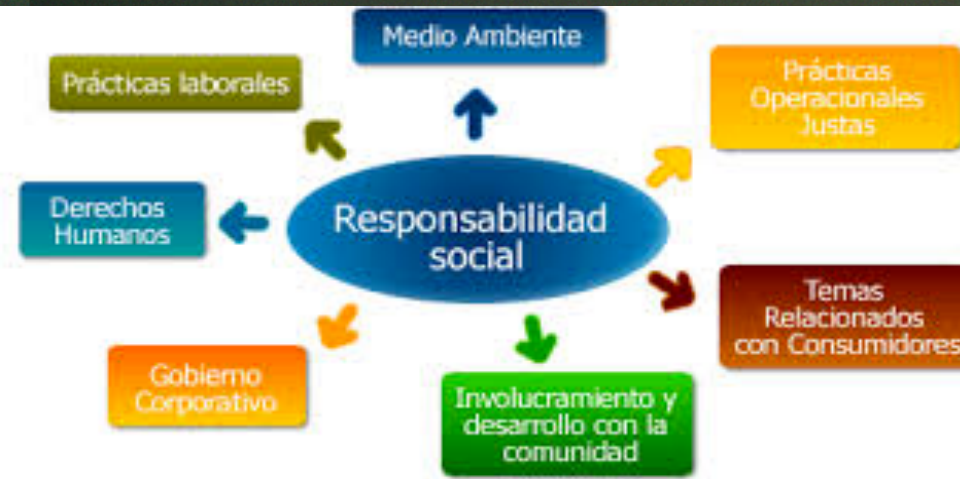 Medio Ambiente
Prácticas laborales
Prácticas
Operacionales
Justas
Derechos
Humanos
Responsabilidad
social
Temas
Relacionados
con Consumidores
Gobierno
Corporativo
Involucramiento y
desarrollo con la
comunidad